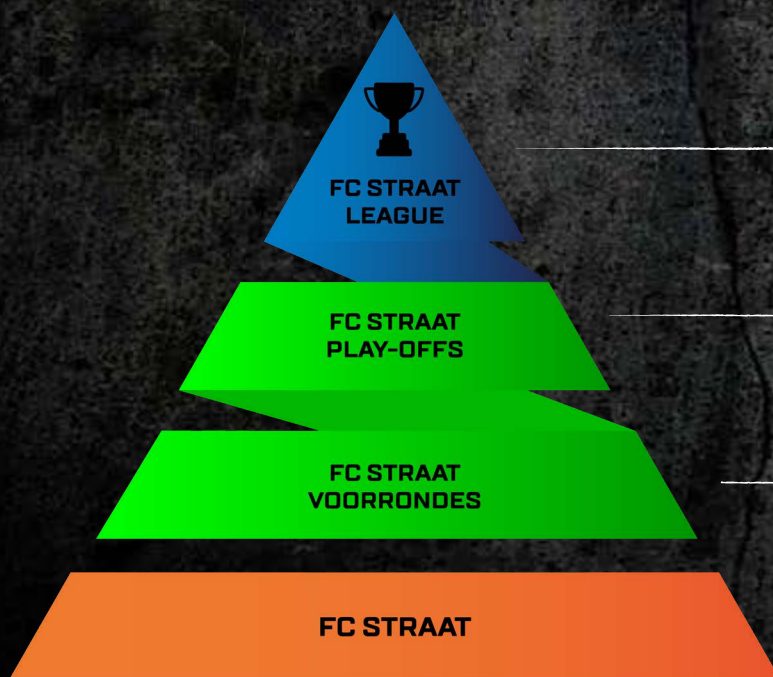 FC STRAAT
LEAGUE
FC STRAAT
PLAY-OFFS
FC STRAAT
VOORRONDES
FC STRAAT